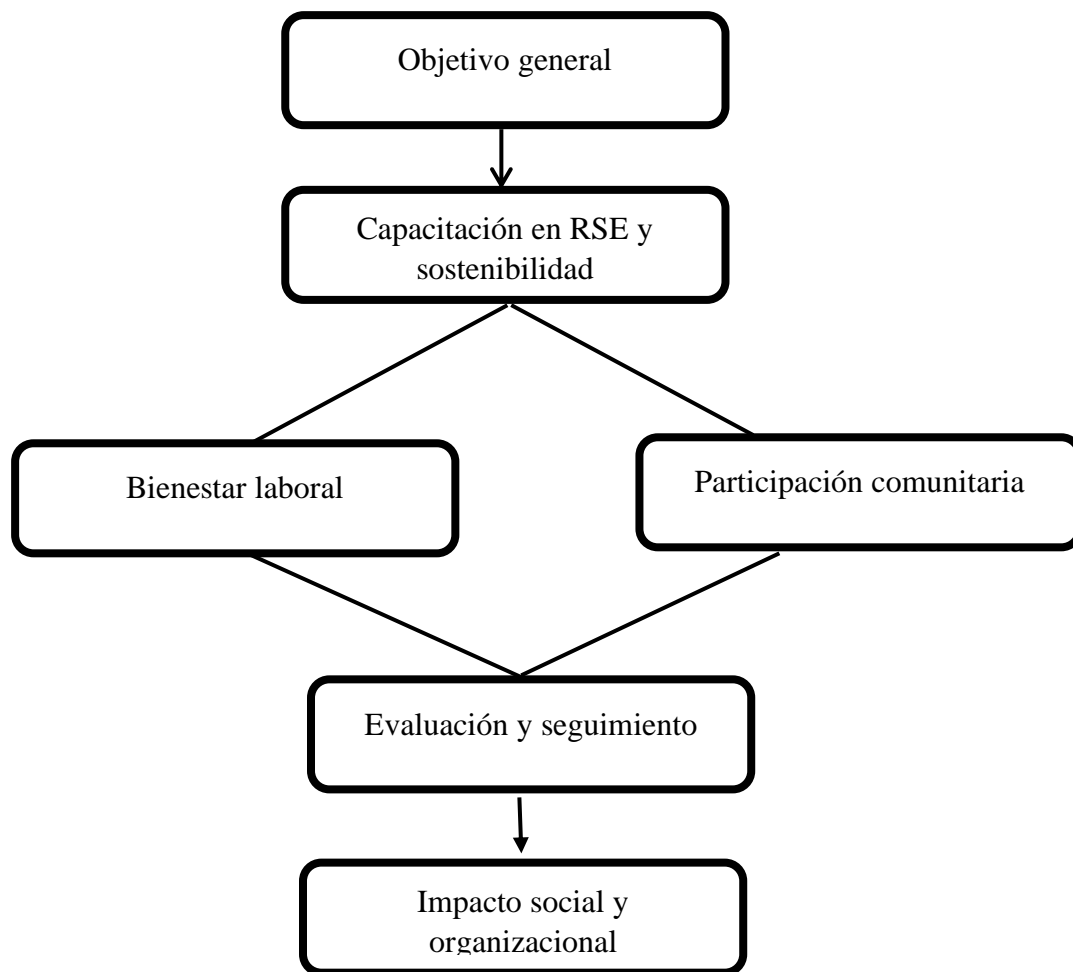 Objetivo general
Capacitación en RSE y
sostenibilidad
Bienestar laboral
Participación comunitaria
Evaluación y seguimiento
Impacto social y
organizacional